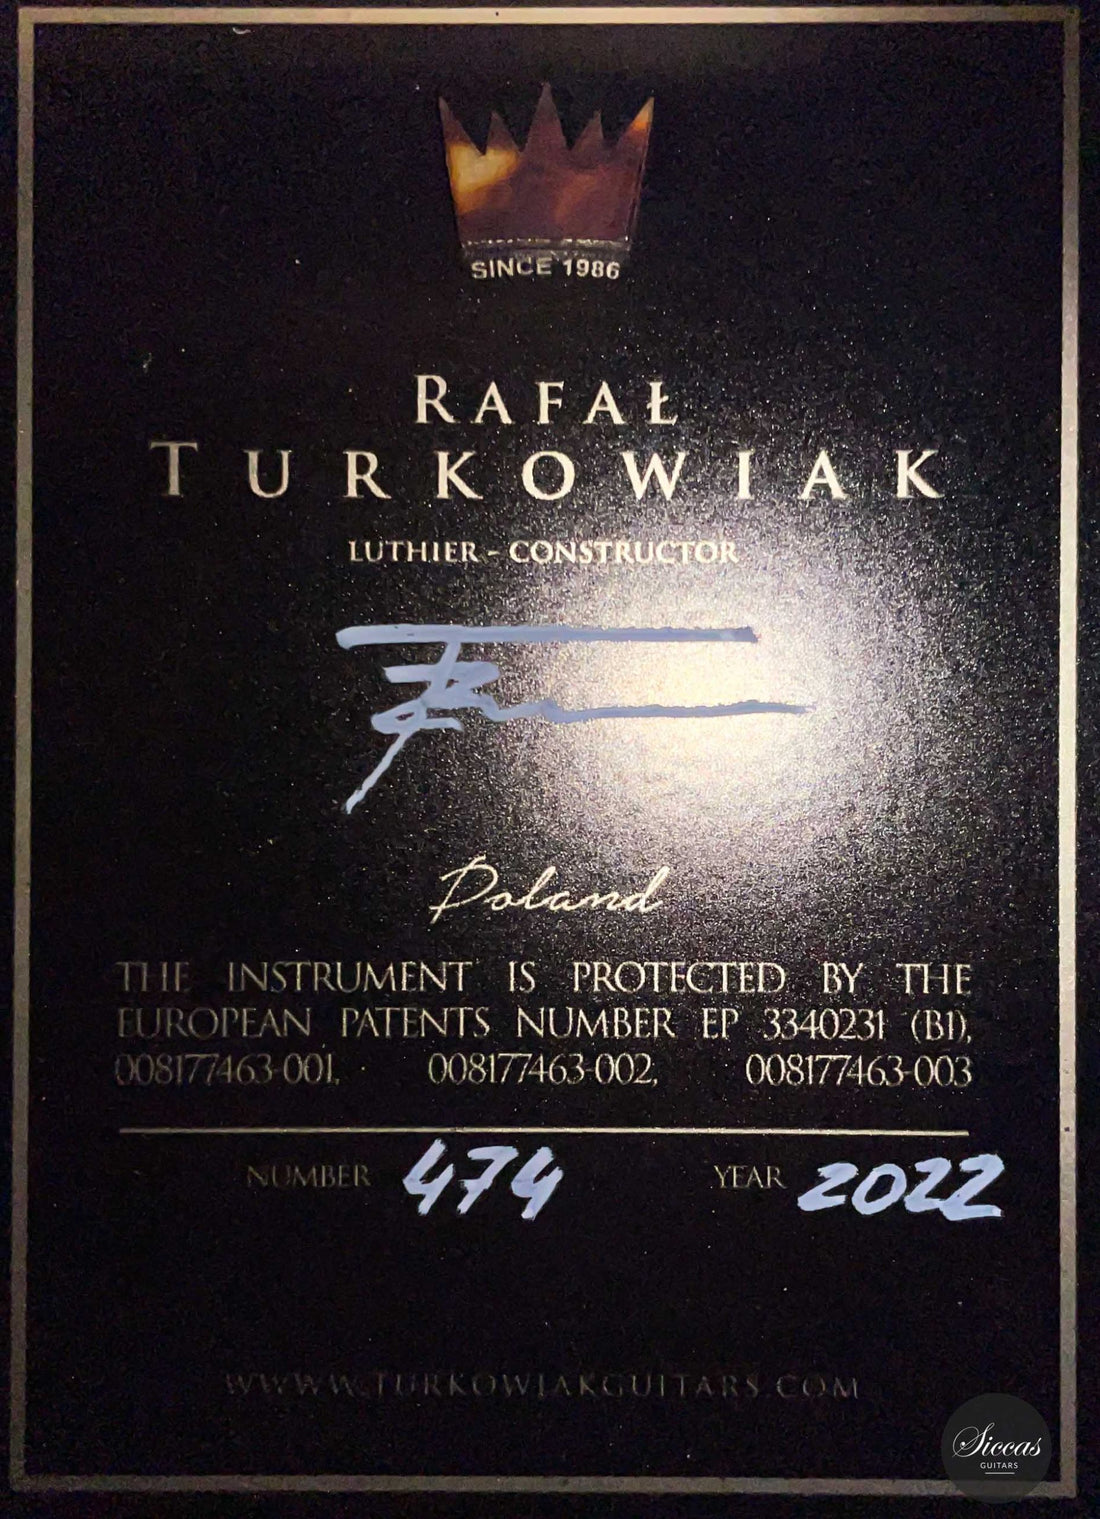 SINCE 1986
RAFAŁ
TURKOWIAK
LUTHIER - CONSTRUCTOR
Poland
THE INSTRUMENT IS PROTECTED BY THE
EUROPEAN PATENTS NUMBER EP 3340231 (B1),
008177463-001, 008177463-002, 008177463-003
NUMBER 474 YEAR 2022
WWW.TURKOWIAKGUITARS.COM
Siccas
GUITARS